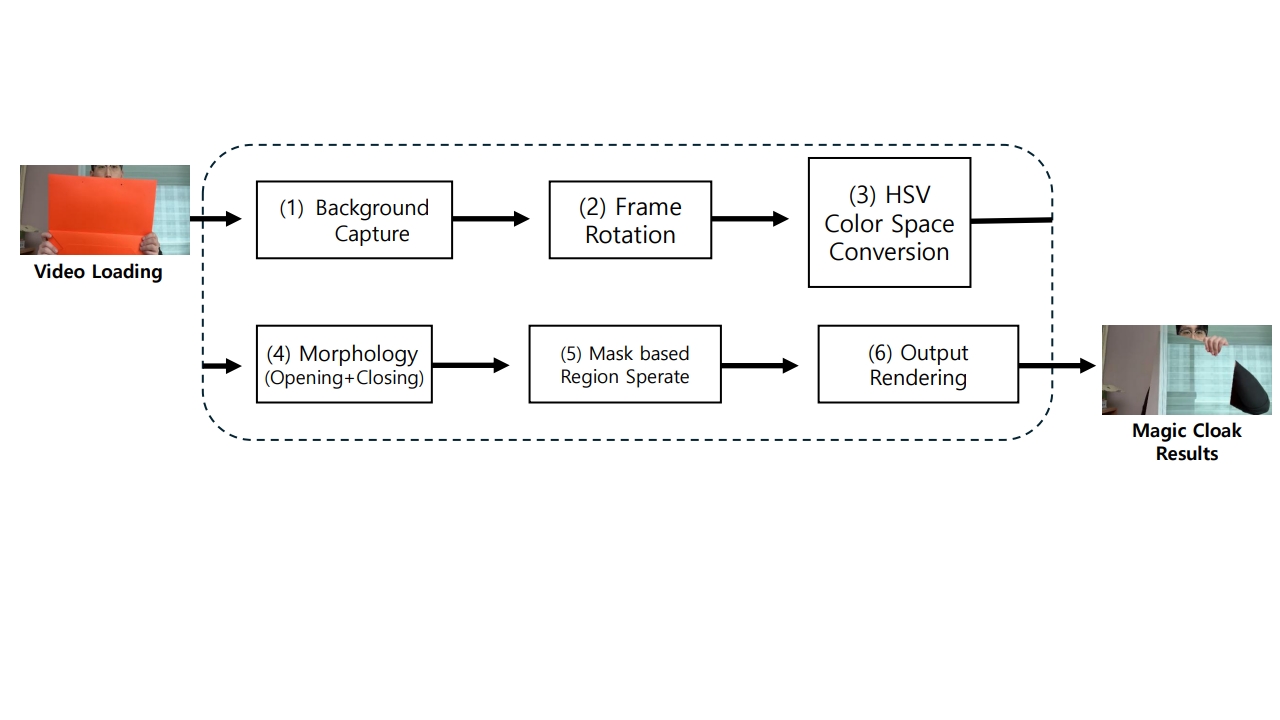 Video Loading
(1) Background
Capture
(2) Frame
Rotation
(3) HSV
Color Space
Conversion
(4) Morphology
(Opening+Closing)
(5) Mask based
Region Sperate
(6) Output
Rendering
Magic Cloak
Results